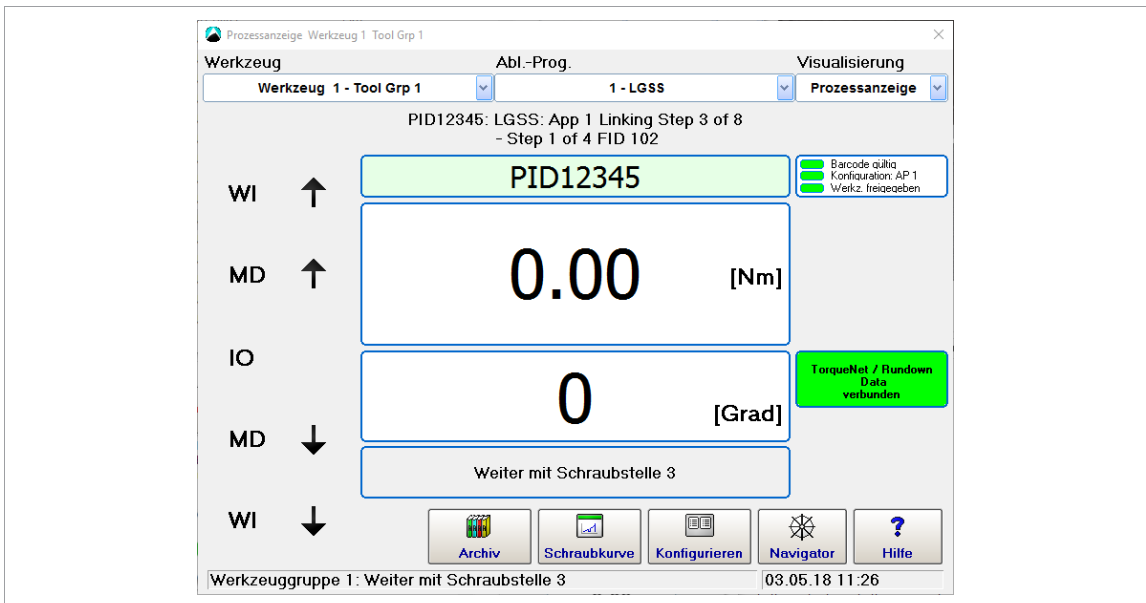 Prozessanzeige Werkzeug 1 Tool Grp 1
Werkzeug Abl.-Prog. Visualisierung
Werkzeug 1 - Tool Grp 1 1 - LGSS Prozessanzeige
PID12345: LGSS: App 1 Linking Step 3 of 8
- Step 1 of 4 FID 102
PID12345
Barcode gültig
Konfiguration: AP 1
Werkz. freigegeben
WI
MD
0.00 [Nm]
IO
TorqueNet / Rundown
Data
verbunden
0 [Grad]
MD
Weiter mit Schraubstelle 3
WI
Archiv Schraubkurve Konfigurieren Navigator ? Hilfe
Werkzeuggruppe 1: Weiter mit Schraubstelle 3 03.05.18 11:26